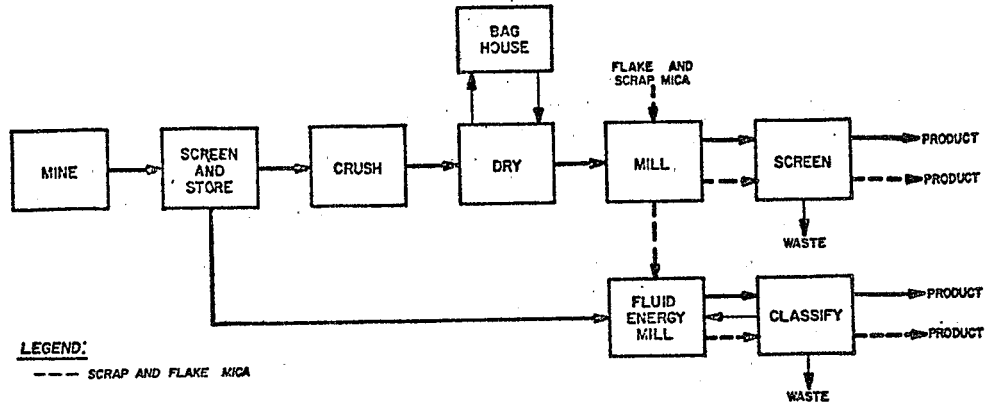 BAG
HOUSE
FLAKE AND
SCRAP MICA
MINE
SCREEN
AND
STORE
CRUSH
DRY
MILL
SCREEN
PRODUCT
PRODUCT
WASTE
FLUID
ENERGY
MILL
CLASSIFY
PRODUCT
PRODUCT
WASTE
LEGEND:
SCRAP AND FLAKE MICA